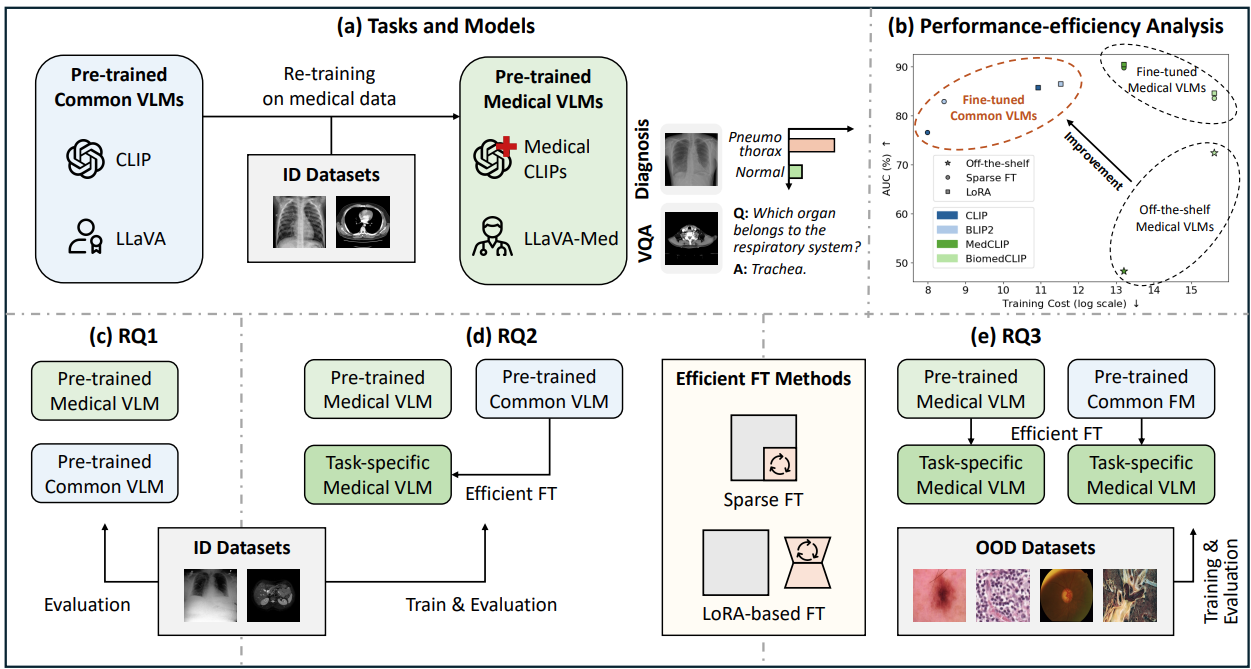 (a) Tasks and Models
Pre-trained
Common VLMs
CLIP
LLaVA
Re-training
on medical data
ID Datasets
Pre-trained
Medical VLMs
Medical
CLIPs
LLaVA-Med
Diagnosis
Pneumo
thorax
Normal
VQA
Q: Which organ
belongs to the
respiratory system?
A: Trachea.
(b) Performance-efficiency Analysis
AUC (%) ↑
90
80
70
60
50
8
9
10
11
12
13
14
15
Training Cost (log scale) ↓
Fine-tuned
Common VLMs
Fine-tuned
Medical VLMs
Improvement
Off-the-shelf
Medical VLMs
Off-the-shelf
Sparse FT
LoRA
CLIP
BLIP2
MedCLIP
BiomedCLIP
(c) RQ1
Pre-trained
Medical VLM
Pre-trained
Common VLM
Evaluation
ID Datasets
(d) RQ2
Pre-trained
Medical VLM
Pre-trained
Common VLM
Task-specific
Medical VLM
Efficient FT
Train & Evaluation
Efficient FT Methods
Sparse FT
LoRA-based FT
(e) RQ3
Pre-trained
Medical VLM
Pre-trained
Common FM
Efficient FT
Task-specific
Medical VLM
Task-specific
Medical VLM
OOD Datasets
Training &
Evaluation